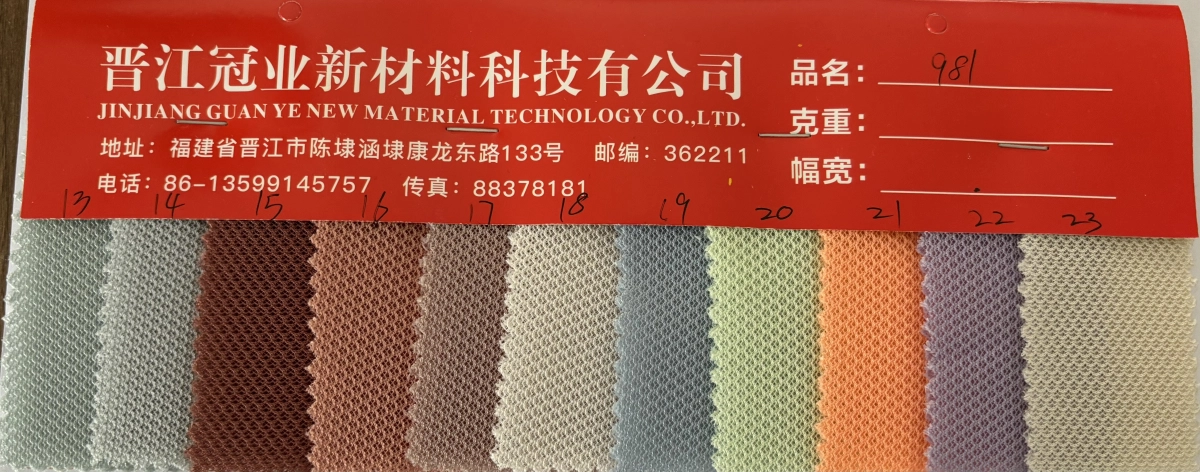 晋江冠业新材料科技有限公司
JINJIANG GUAN YE NEW MATERIAL TECHNOLOGY CO.,LTD.
地址：福建省晋江市陈埭涵埭康龙东路133号 邮编：362211
电话：86-13599145757 传真：88378181
品名：981
克重：
幅宽：
13 14 15 16 17 18 19 20 21 22 23